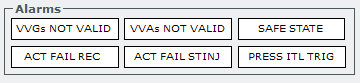 Alarms
VVGs NOT VALID VVAs NOT VALID SAFE STATE
ACT FAIL REC ACT FAIL STINJ PRESS ITL TRIG